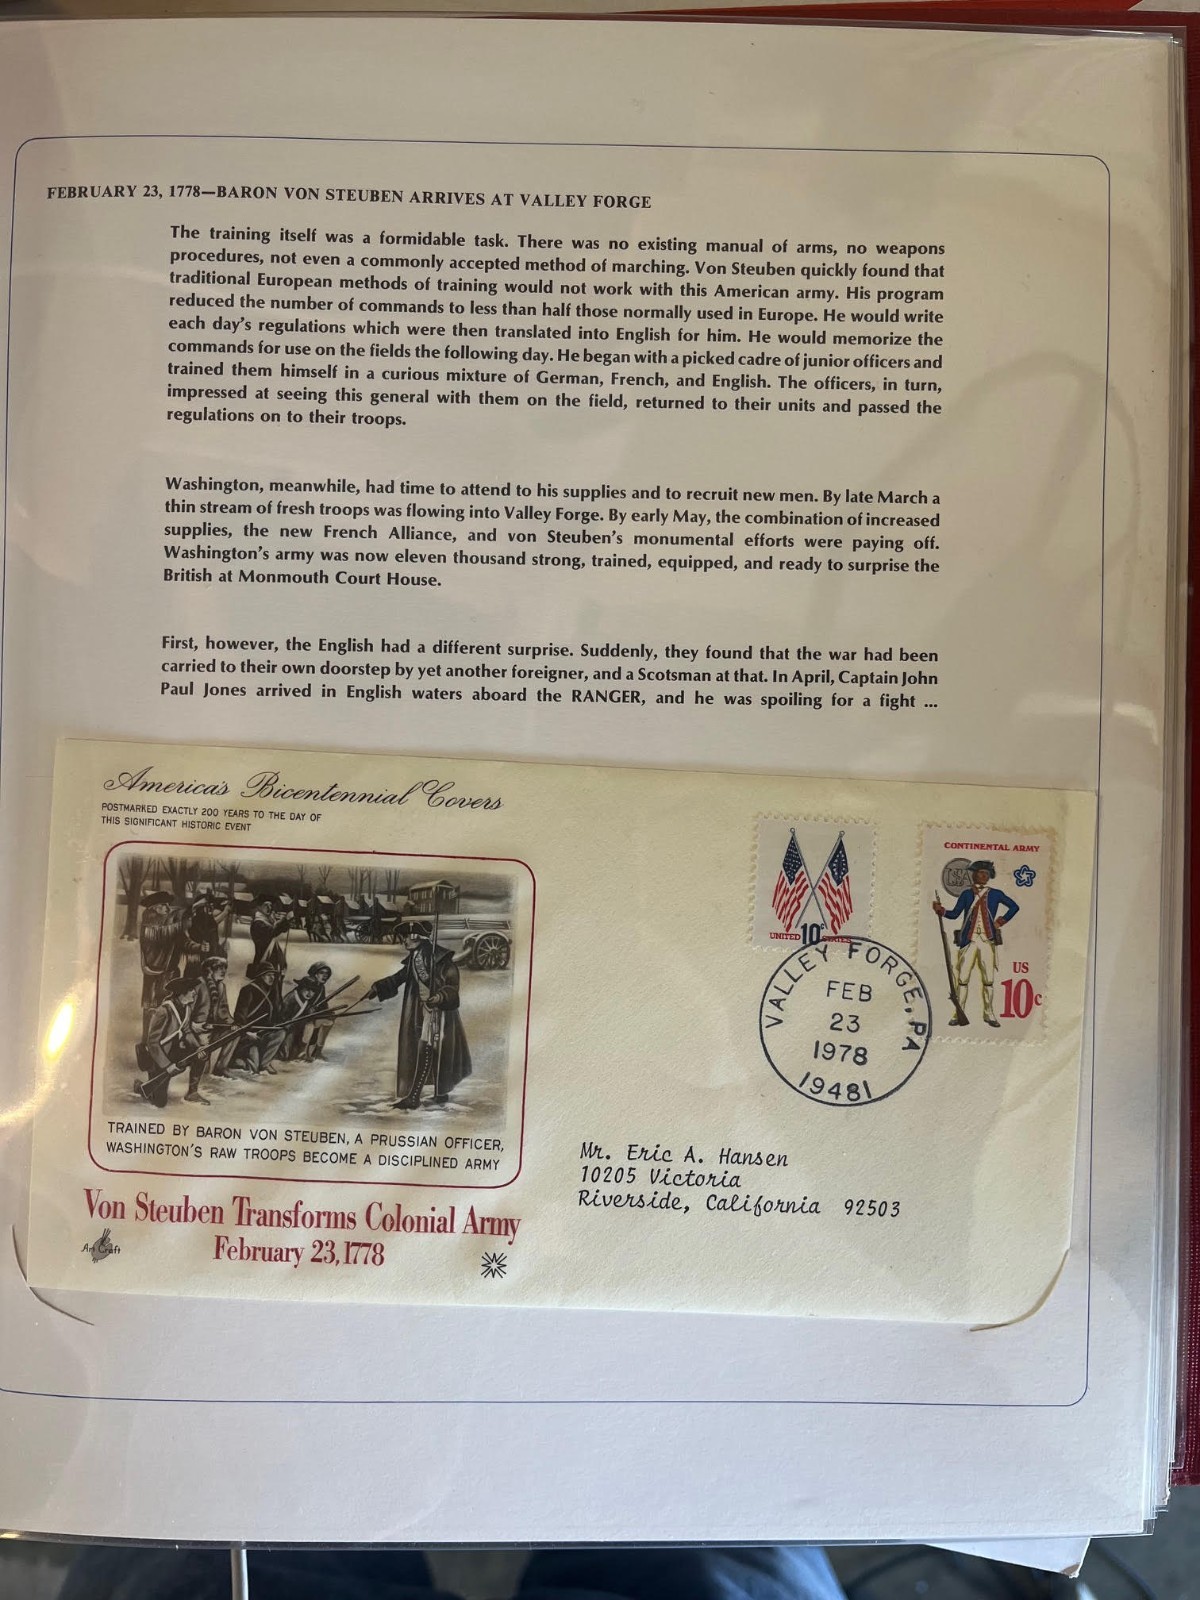 FEBRUARY 23, 1778—BARON VON STEUBEN ARRIVES AT VALLEY FORGE
The training itself was a formidable task. There was no existing manual of arms, no weapons
procedures, not even a commonly accepted method of marching. Von Steuben quickly found that
traditional European methods of training would not work with this American army. His program
reduced the number of commands to less than half those normally used in Europe. He would write
each day's regulations which were then translated into English for him. He would memorize the
commands for use on the fields the following day. He began with a picked cadre of junior officers and
trained them himself in a curious mixture of German, French, and English. The officers, in turn,
impressed at seeing this general with them on the field, returned to their units and passed the
regulations on to their troops.
Washington, meanwhile, had time to attend to his supplies and to recruit new men. By late March a
thin stream of fresh troops was flowing into Valley Forge. By early May, the combination of increased
supplies, the new French Alliance, and von Steuben's monumental efforts were paying off.
Washington's army was now eleven thousand strong, trained, equipped, and ready to surprise the
British at Monmouth Court House.
First, however, the English had a different surprise. Suddenly, they found that the war had been
carried to their own doorstep by yet another foreigner, and a Scotsman at that. In April, Captain John
Paul Jones arrived in English waters aboard the RANGER, and he was spoiling for a fight ...
America's Bicentennial Covers
POSTMARKED EXACTLY 200 YEARS TO THE DAY OF
THIS SIGNIFICANT HISTORIC EVENT
TRAINED BY BARON VON STEUBEN, A PRUSSIAN OFFICER,
WASHINGTON'S RAW TROOPS BECOME A DISCIPLINED ARMY
Von Steuben Transforms Colonial Army
February 23, 1778
Art Craft
UNITED 10c STATES
CONTINENTAL ARMY
USA
US
10c
VALLEY FORGE, PA
FEB
23
1978
19481
Mr. Eric A. Hansen
10205 Victoria
Riverside, California 92503